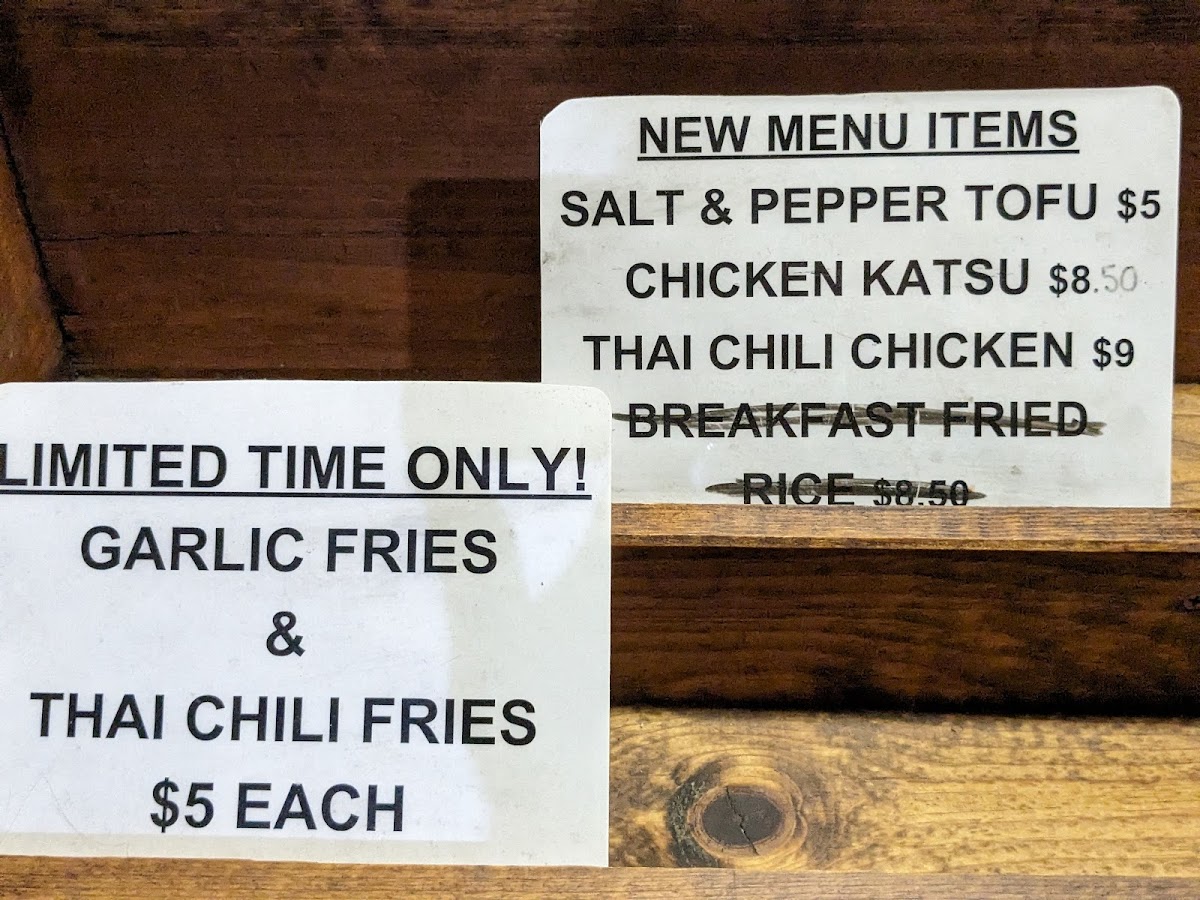 NEW MENU ITEMS
SALT & PEPPER TOFU $5
CHICKEN KATSU $8.50
THAI CHILI CHICKEN $9
BREAKFAST FRIED
RICE $8.50
LIMITED TIME ONLY!
GARLIC FRIES
&
THAI CHILI FRIES
$5 EACH